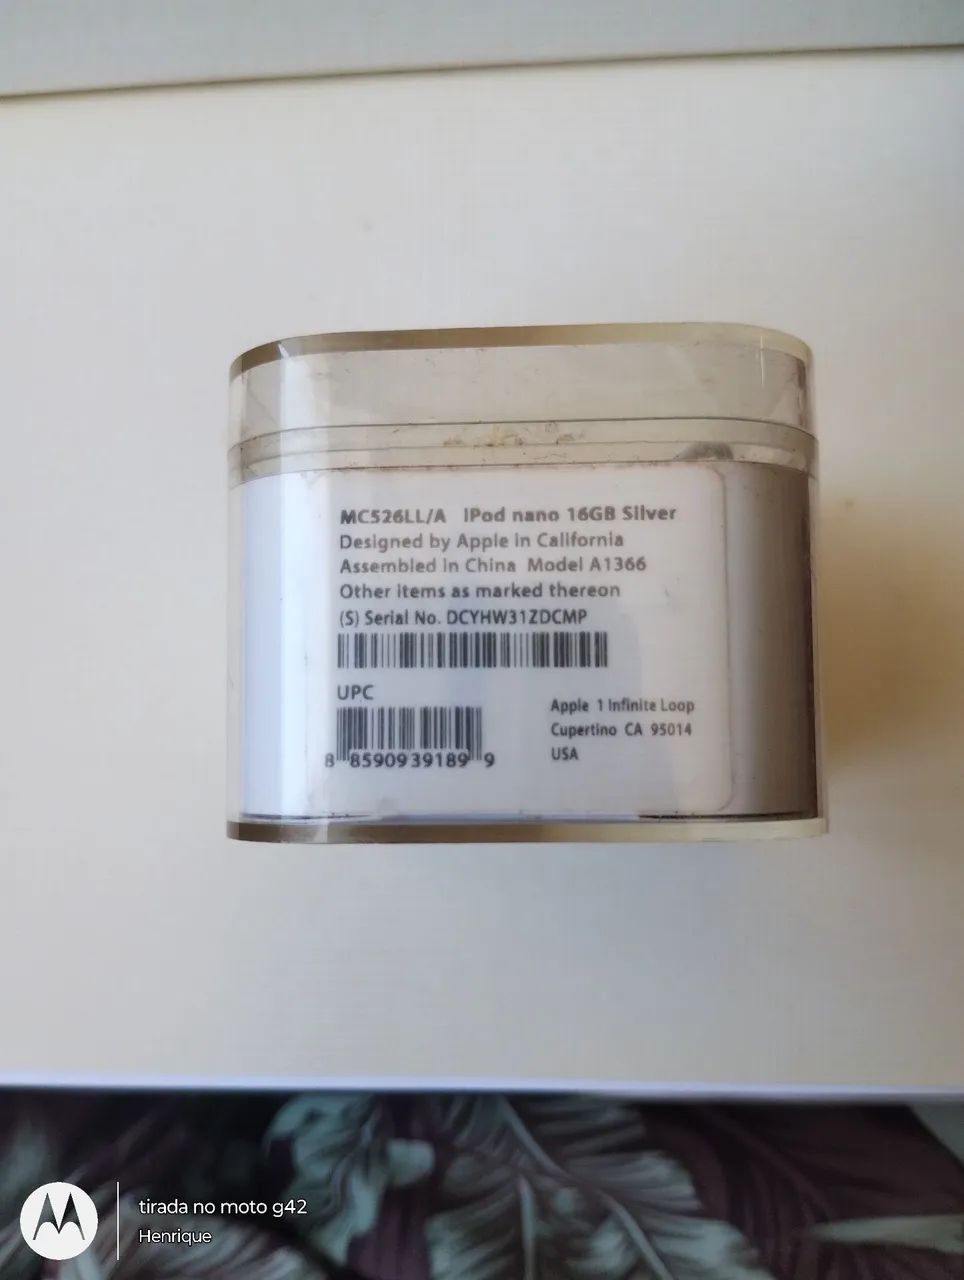 MC526LL/A iPod nano 16GB Silver
Designed by Apple in California
Assembled in China Model A1366
Other items as marked thereon
(S) Serial No. DCYHW31ZDCMP
UPC
8 85909 39189 9
Apple 1 Infinite Loop
Cupertino CA 95014
USA
tirada no moto g42
Henrique